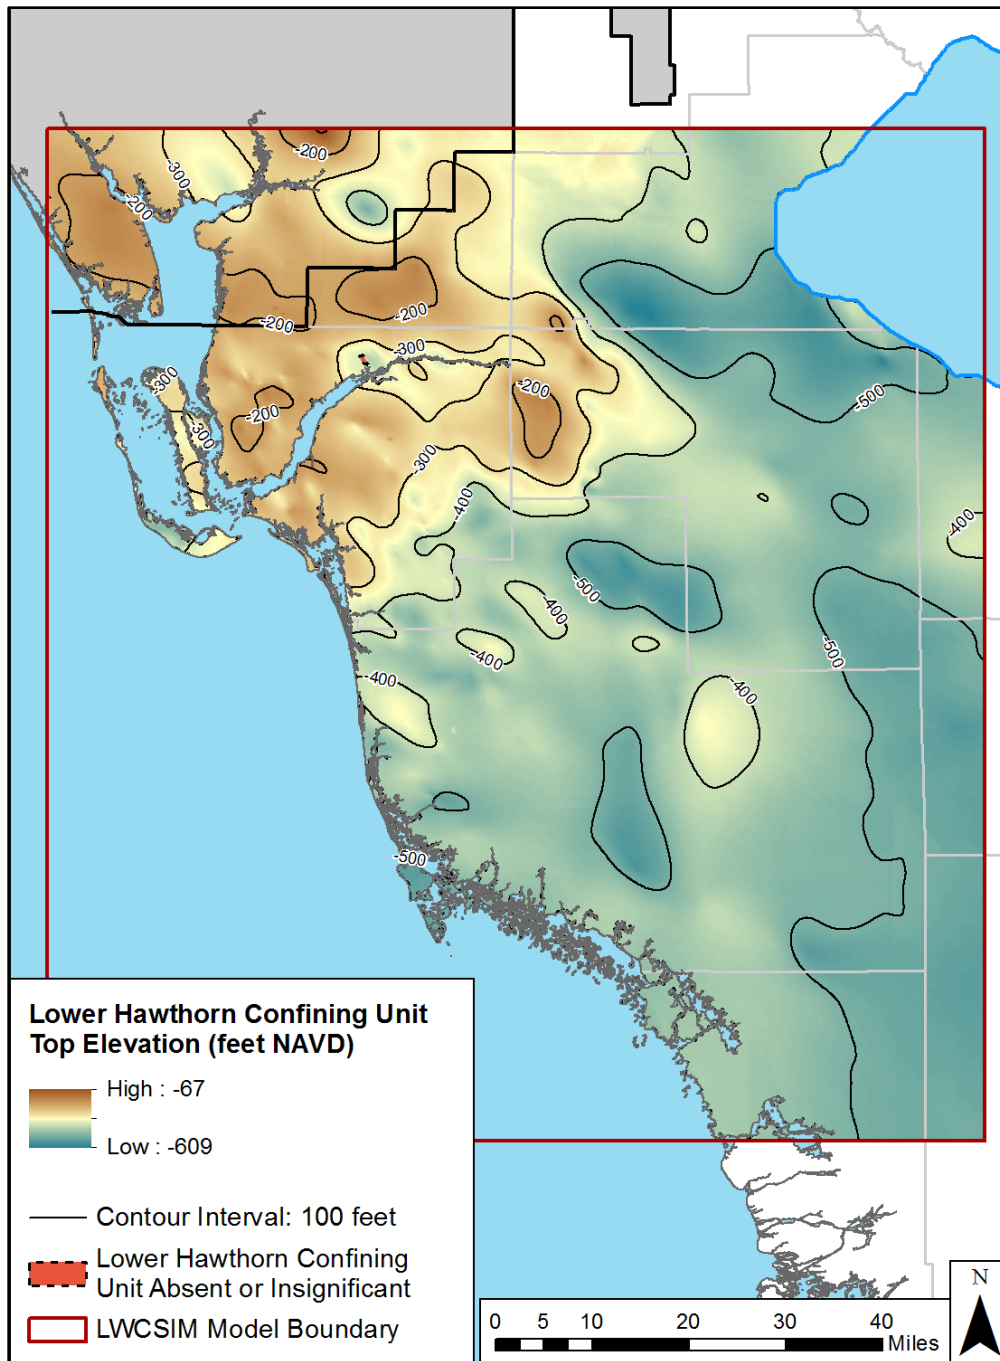 -200
-300
-200
-200
-200
-300
-300
-200
-200
300
-300
-400
-500
-400
-500
-400
-400
-500
-400
-400
-500
Lower Hawthorn Confining Unit
Top Elevation (feet NAVD)
High : -67
Low : -609
Contour Interval: 100 feet
Lower Hawthorn Confining
Unit Absent or Insignificant
LWCSIM Model Boundary
N
0 5 10 20 30 40
Miles